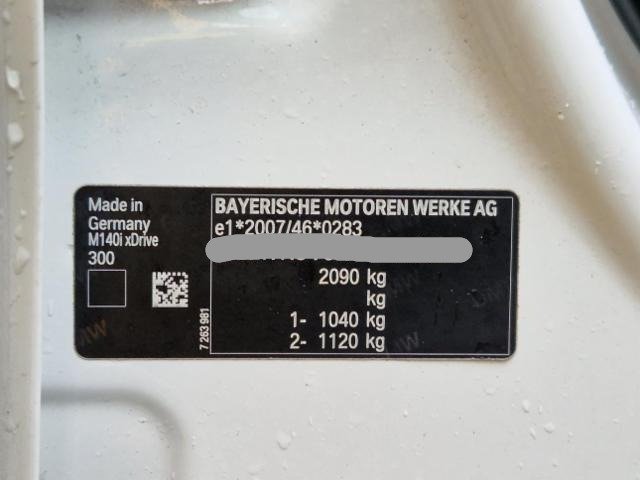 Made in
Germany
M140i xDrive
300
7 263 981
BAYERISCHE MOTOREN WERKE AG
e1*2007/46*0283
2090 kg
kg
1- 1040 kg
2- 1120 kg